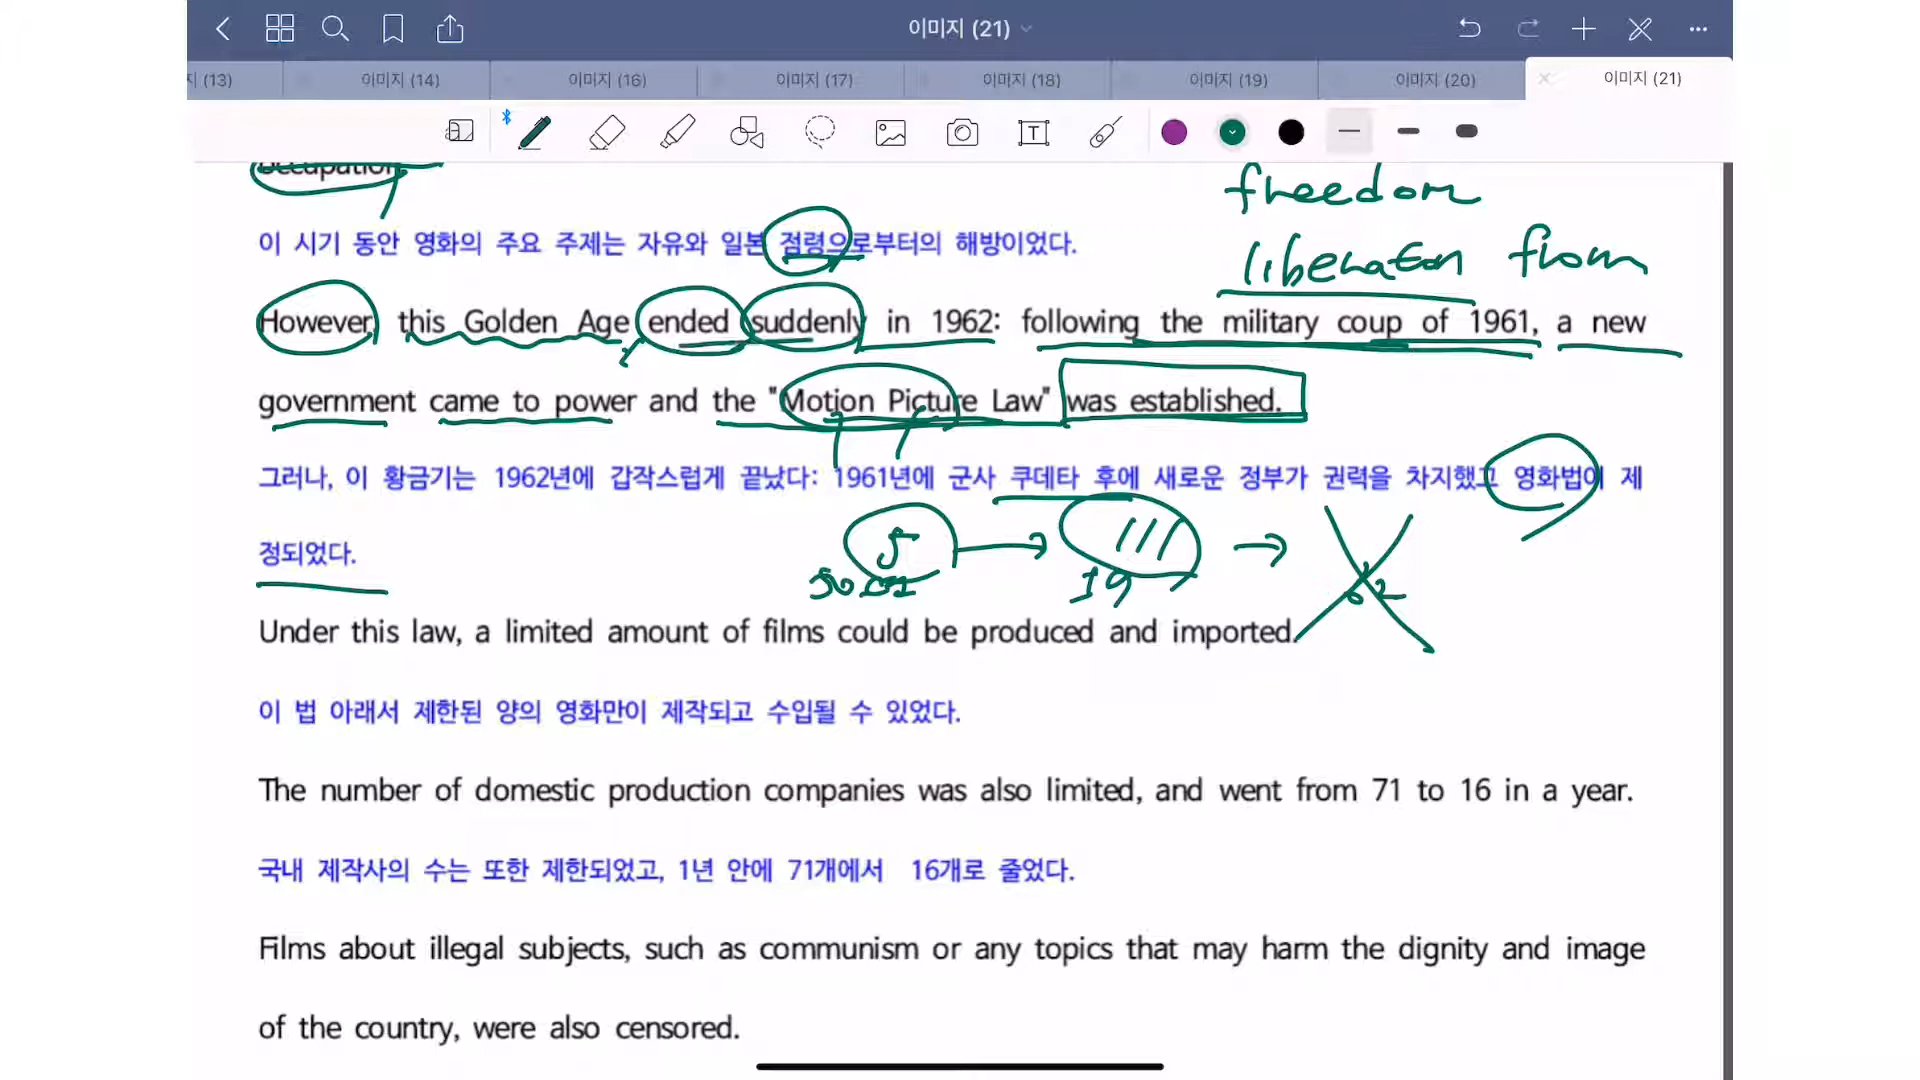 이미지 (21)
지 (13) 이미지 (14) 이미지 (16) 이미지 (17) 이미지 (18) 이미지 (19) 이미지 (20) 이미지 (21)
occupation
freedom
이 시기 동안 영화의 주요 주제는 자유와 일본 점령으로부터의 해방이었다.
liberation from
However, this Golden Age ended suddenly in 1962: following the military coup of 1961, a new
government came to power and the "Motion Picture Law" was established.
그러나, 이 황금기는 1962년에 갑작스럽게 끝났다: 1961년에 군사 쿠데타 후에 새로운 정부가 권력을 차지했고 영화법이 제
정되었다.
5 111
19 62
Under this law, a limited amount of films could be produced and imported.
이 법 아래서 제한된 양의 영화만이 제작되고 수입될 수 있었다.
The number of domestic production companies was also limited, and went from 71 to 16 in a year.
국내 제작사의 수는 또한 제한되었고, 1년 안에 71개에서 16개로 줄었다.
Films about illegal subjects, such as communism or any topics that may harm the dignity and image
of the country, were also censored.